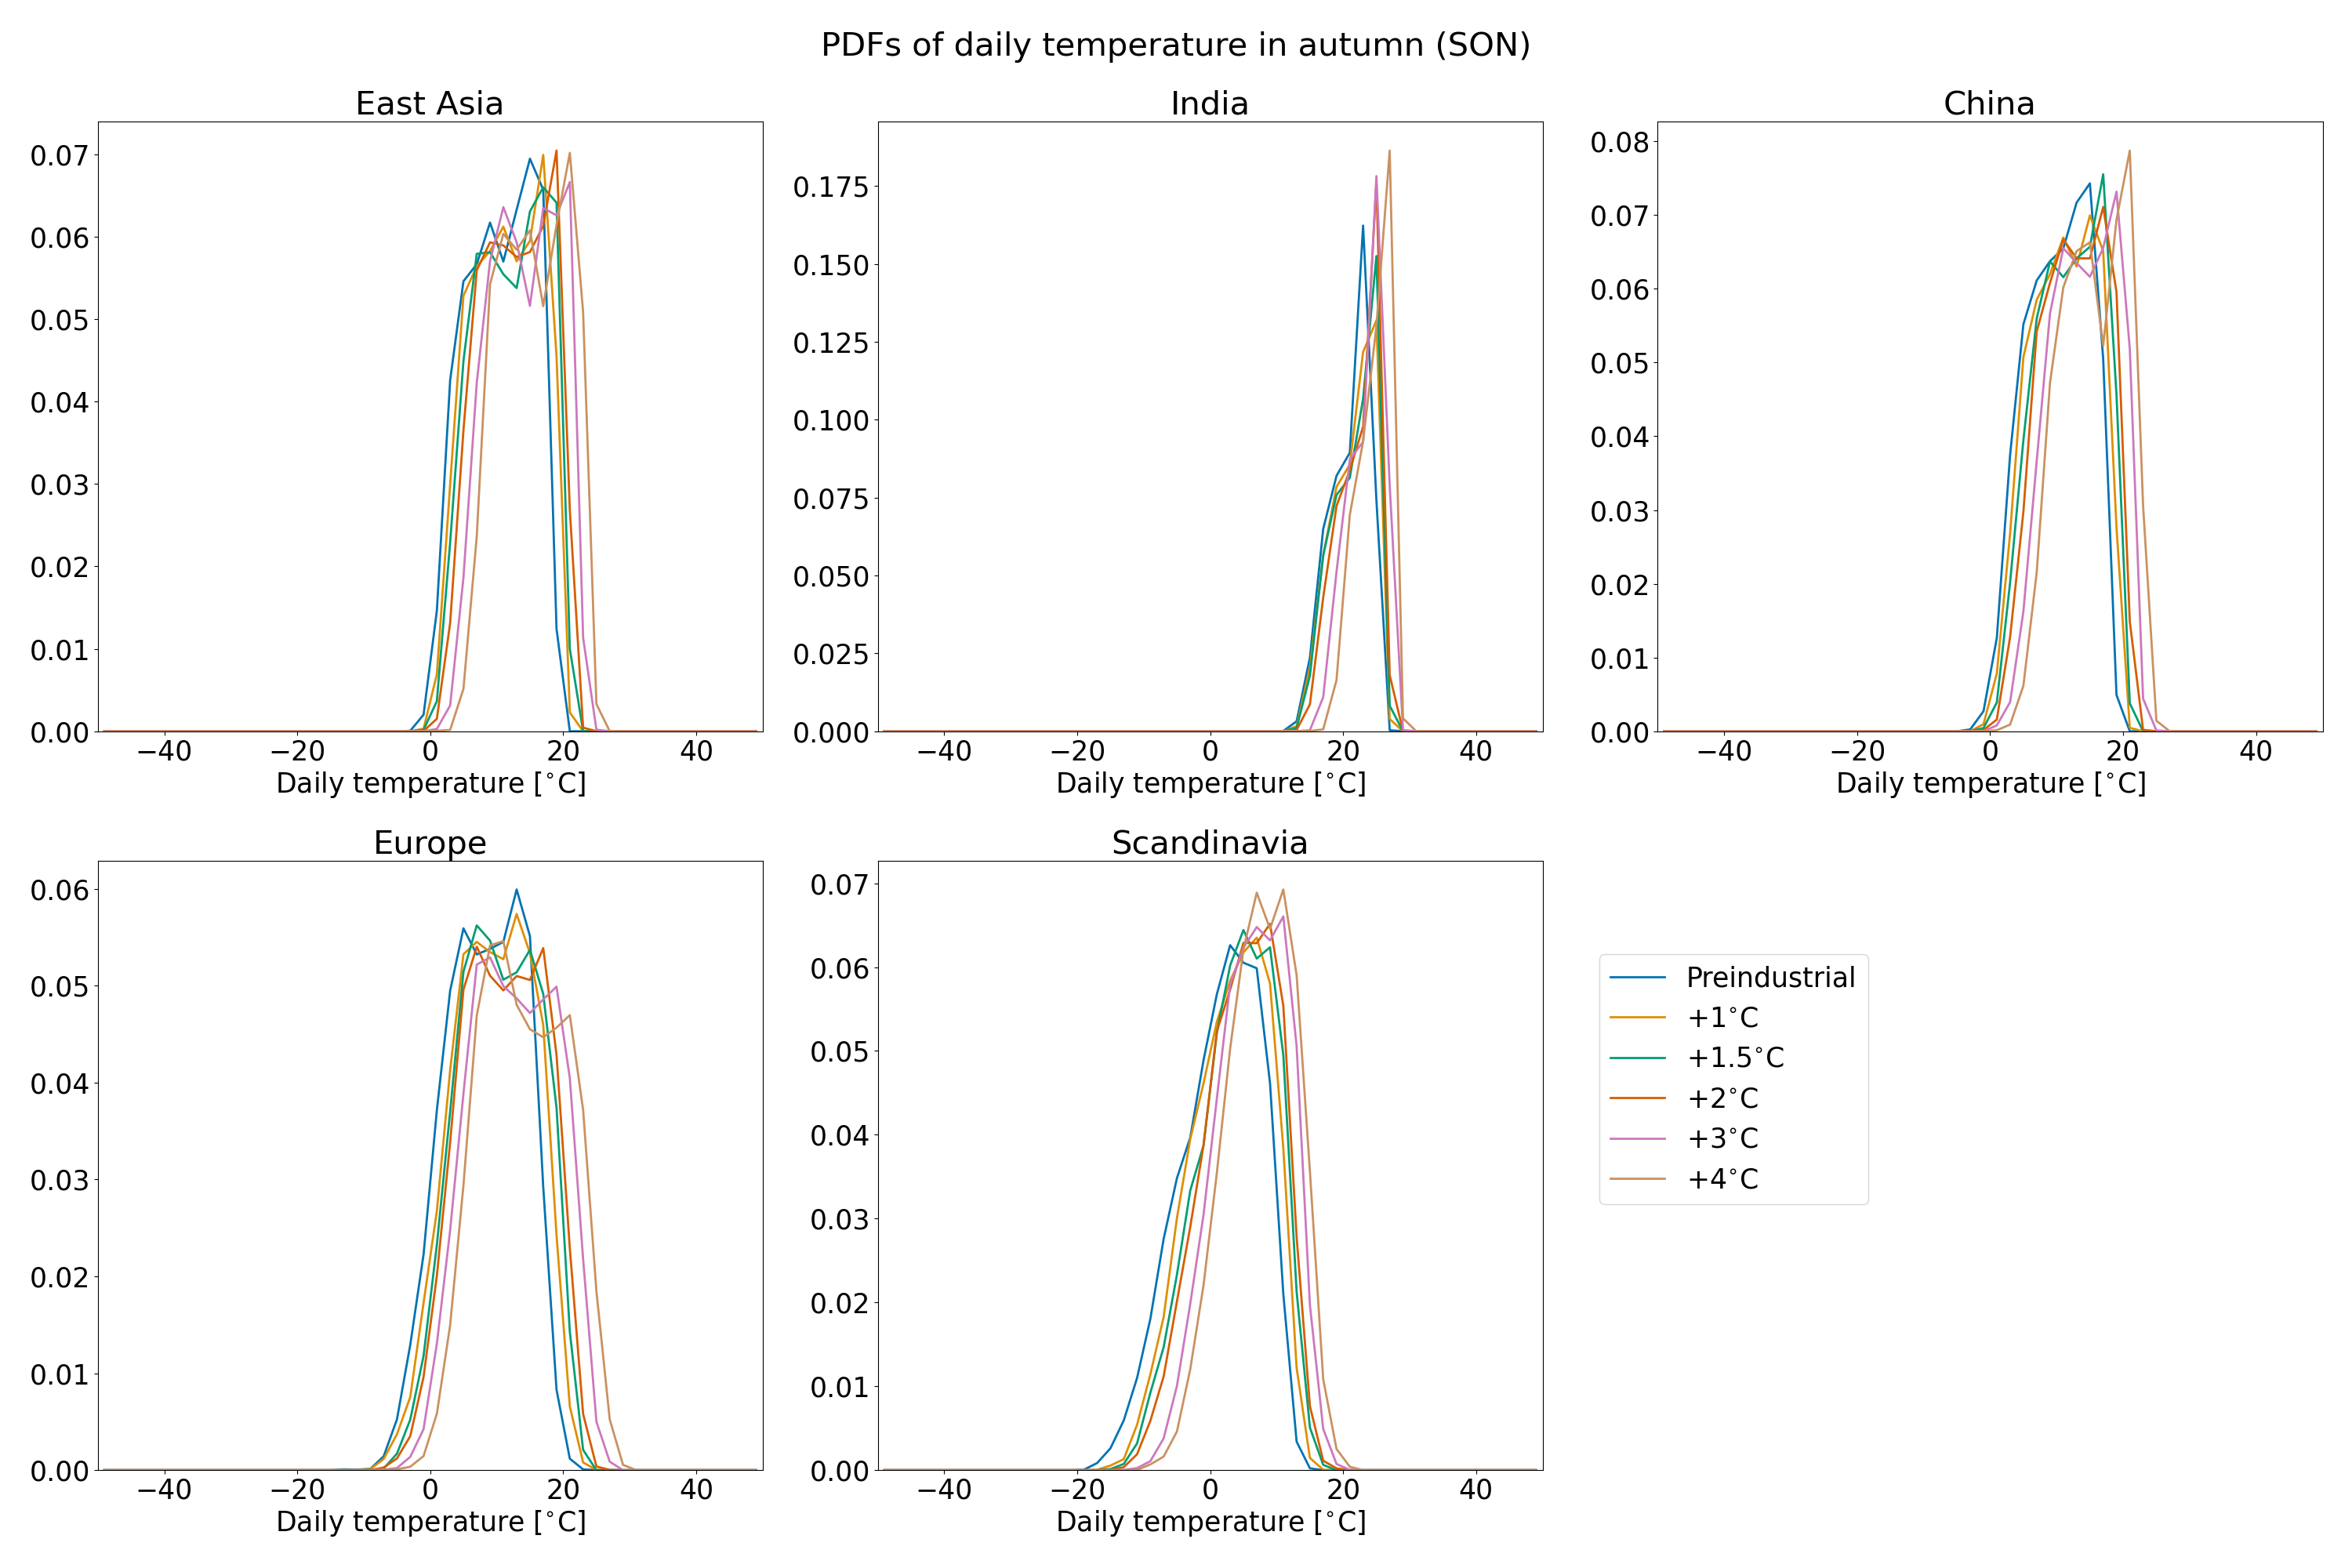 PDFs of daily temperature in autumn (SON)
East Asia
0.07
0.06
0.05
0.04
0.03
0.02
0.01
0.00
−40 −20 0 20 40
Daily temperature [°C]
India
0.175
0.150
0.125
0.100
0.075
0.050
0.025
0.000
−40 −20 0 20 40
Daily temperature [°C]
China
0.08
0.07
0.06
0.05
0.04
0.03
0.02
0.01
0.00
−40 −20 0 20 40
Daily temperature [°C]
Europe
0.06
0.05
0.04
0.03
0.02
0.01
0.00
−40 −20 0 20 40
Daily temperature [°C]
Scandinavia
0.07
0.06
0.05
0.04
0.03
0.02
0.01
0.00
−40 −20 0 20 40
Daily temperature [°C]
Preindustrial
+1°C
+1.5°C
+2°C
+3°C
+4°C